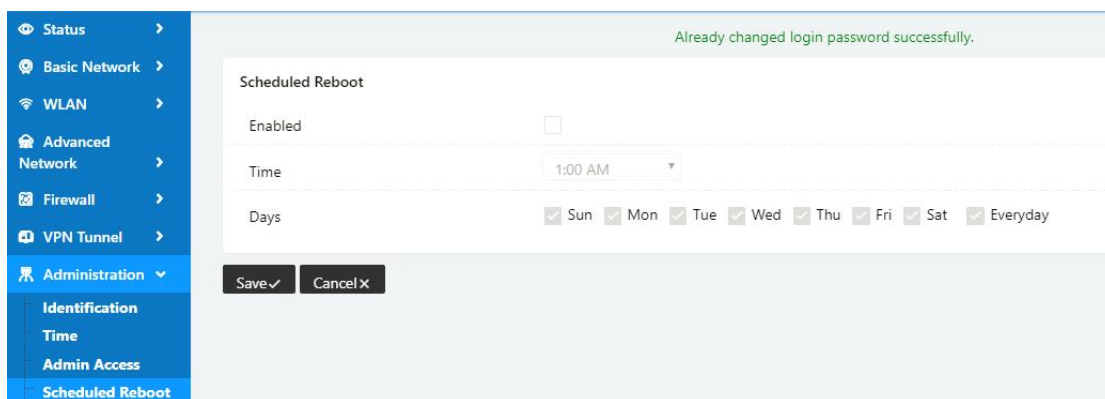 Status
Basic Network
WLAN
Advanced
Network
Firewall
VPN Tunnel
Administration
Identification
Time
Admin Access
Scheduled Reboot
Already changed login password successfully.
Scheduled Reboot
Enabled
Time 1:00 AM
Days Sun Mon Tue Wed Thu Fri Sat Everyday
Save Cancel